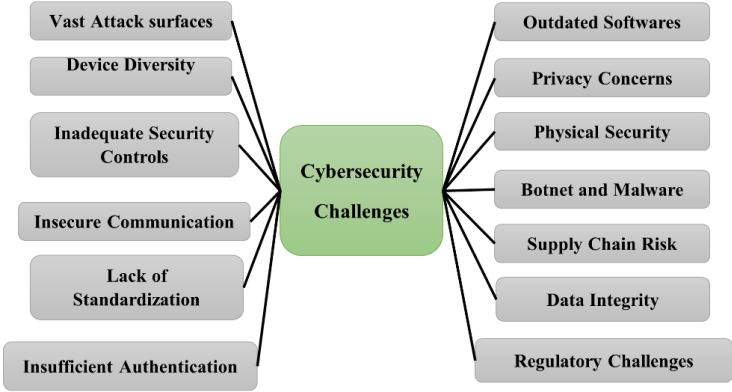 Vast Attack surfaces
Device Diversity
Inadequate Security
Controls
Insecure Communication
Lack of
Standardization
Insufficient Authentication
Cybersecurity
Challenges
Outdated Softwares
Privacy Concerns
Physical Security
Botnet and Malware
Supply Chain Risk
Data Integrity
Regulatory Challenges